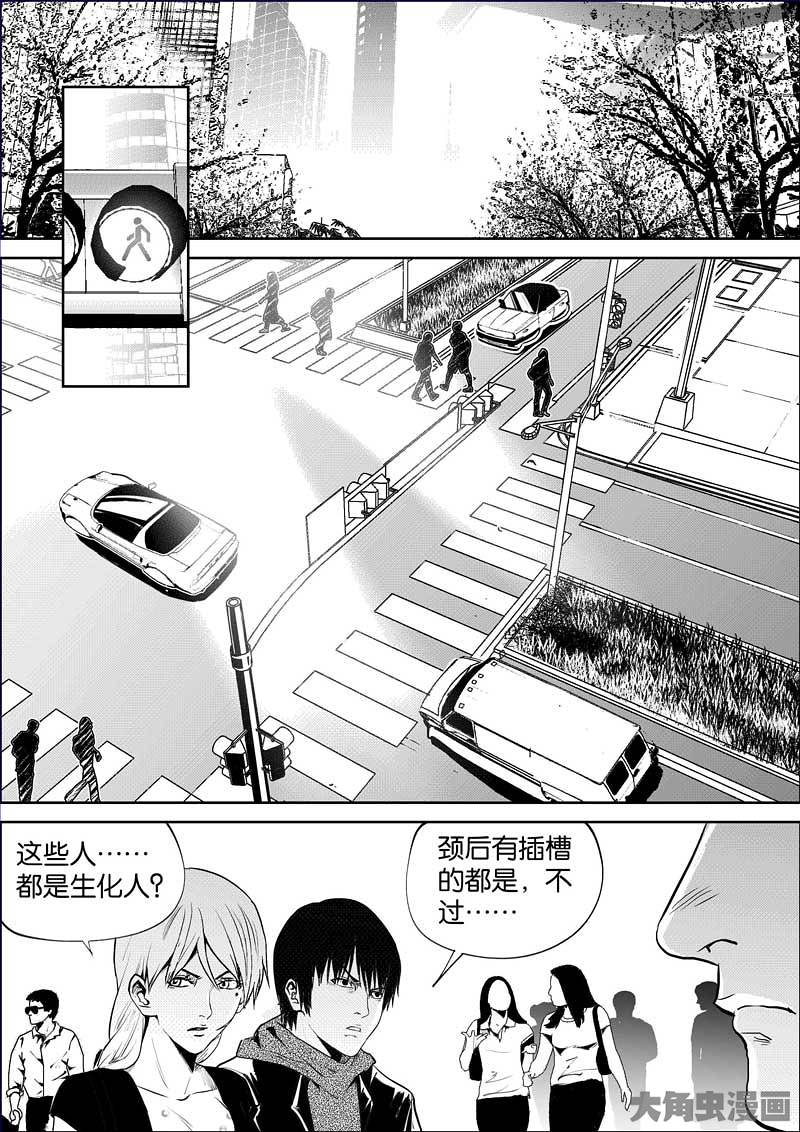 这些人……
都是生化人？
颈后有插槽
的都是，不
过……
大角虫漫画